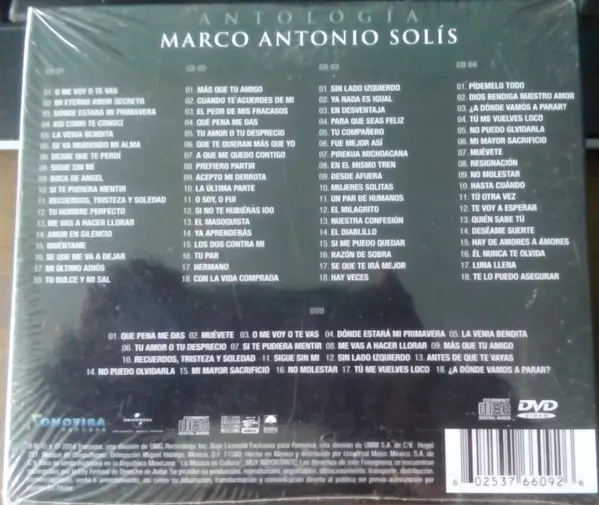 ANTOLOGÍA
MARCO ANTONIO SOLÍS
CD 01
01. O ME VOY O TE VAS
02. MI ETERNO AMOR SECRETO
03. DÓNDE ESTARÁ MI PRIMAVERA
04. ASÍ COMO TE CONOCÍ
05. LA VENIA BENDITA
06. SE VA MURIENDO MI ALMA
07. DESDE QUE TE PERDÍ
08. SIGUE SIN MÍ
09. BOCA DE ANGEL
10. SI TE PUDIERA MENTIR
11. RECUERDOS, TRISTEZA Y SOLEDAD
12. TU HOMBRE PERFECTO
13. ME VAS A HACER LLORAR
14. AMOR EN SILENCIO
15. INVÉNTAME
16. SE QUE ME VA A DEJAR
17. MI ÚLTIMO ADIÓS
18. TU DULCE Y MI SAL
CD 02
01. MÁS QUE TU AMIGO
02. CUANDO TE ACUERDES DE MI
03. EL PEOR DE MIS FRACASOS
04. QUÉ PENA ME DAS
05. TU AMOR O TU DESPRECIO
06. QUE TE QUIERAN MÁS QUE YO
07. A QUE ME QUEDO CONTIGO
08. PREFIERO PARTIR
09. ACEPTO MI DERROTA
10. LA ÚLTIMA PARTE
11. O SOY, O FUI
12. SI NO TE HUBIERAS IDO
13. EL MASOQUISTA
14. YA APRENDERÁS
15. LOS DOS CONTRA MI
16. TU PAR
17. HERMANO
18. CON LA VIDA COMPRADA
CD 03
01. SIN LADO IZQUIERDO
02. YA NADA ES IGUAL
03. EN DESVENTAJA
04. PARA QUE SEAS FELIZ
05. TU COMPAÑERO
06. FUE MEJOR ASÍ
07. PIREKUA MICHOACANA
08. EN EL MISMO TREN
09. DESDE AFUERA
10. MUJERES SOLITAS
11. UN PAR DE HUMANOS
12. EL MILAGRITO
13. NUESTRA CONFESIÓN
14. EL DIABLILLO
15. SI ME PUEDO QUEDAR
16. RAZÓN DE SOBRA
17. SE QUE TE IRÁ MEJOR
18. HAY VECES
CD 04
01. PÍDEMELO TODO
02. DIOS BENDIGA NUESTRO AMOR
03. ¿A DÓNDE VAMOS A PARAR?
04. TÚ ME VUELVES LOCO
05. NO PUEDO OLVIDARLA
06. MI MAYOR SACRIFICIO
07. MUÉVETE
08. RESIGNACIÓN
09. NO MOLESTAR
10. HASTA CUÁNDO
11. TÚ OTRA VEZ
12. TE VOY A ESPERAR
13. QUIÉN SABE TÚ
14. DESÉAME SUERTE
15. HAY DE AMORES A AMORES
16. ÉL NUNCA TE OLVIDA
17. LUNA LLENA
18. TE LO PUEDO ASEGURAR
DVD
01. QUE PENA ME DAS 02. MUÉVETE 03. O ME VOY O TE VAS 04. DÓNDE ESTARÁ MI PRIMAVERA 05. LA VENIA BENDITA
06. TU AMOR O TU DESPRECIO 07. SI TE PUDIERA MENTIR 08. ME VAS A HACER LLORAR 09. MÁS QUE TU AMIGO
10. RECUERDOS, TRISTEZA Y SOLEDAD 11. SIGUE SIN MI 12. SIN LADO IZQUIERDO 13. ANTES DE QUE TE VAYAS
14. NO PUEDO OLVIDARLA 15. MI MAYOR SACRIFICIO 16. NO MOLESTAR 17. TÚ ME VUELVES LOCO 18. ¿A DÓNDE VAMOS A PARAR?
FONOVISA
UNIVERSAL
DVD
VIDEO
6 02537 66092 6